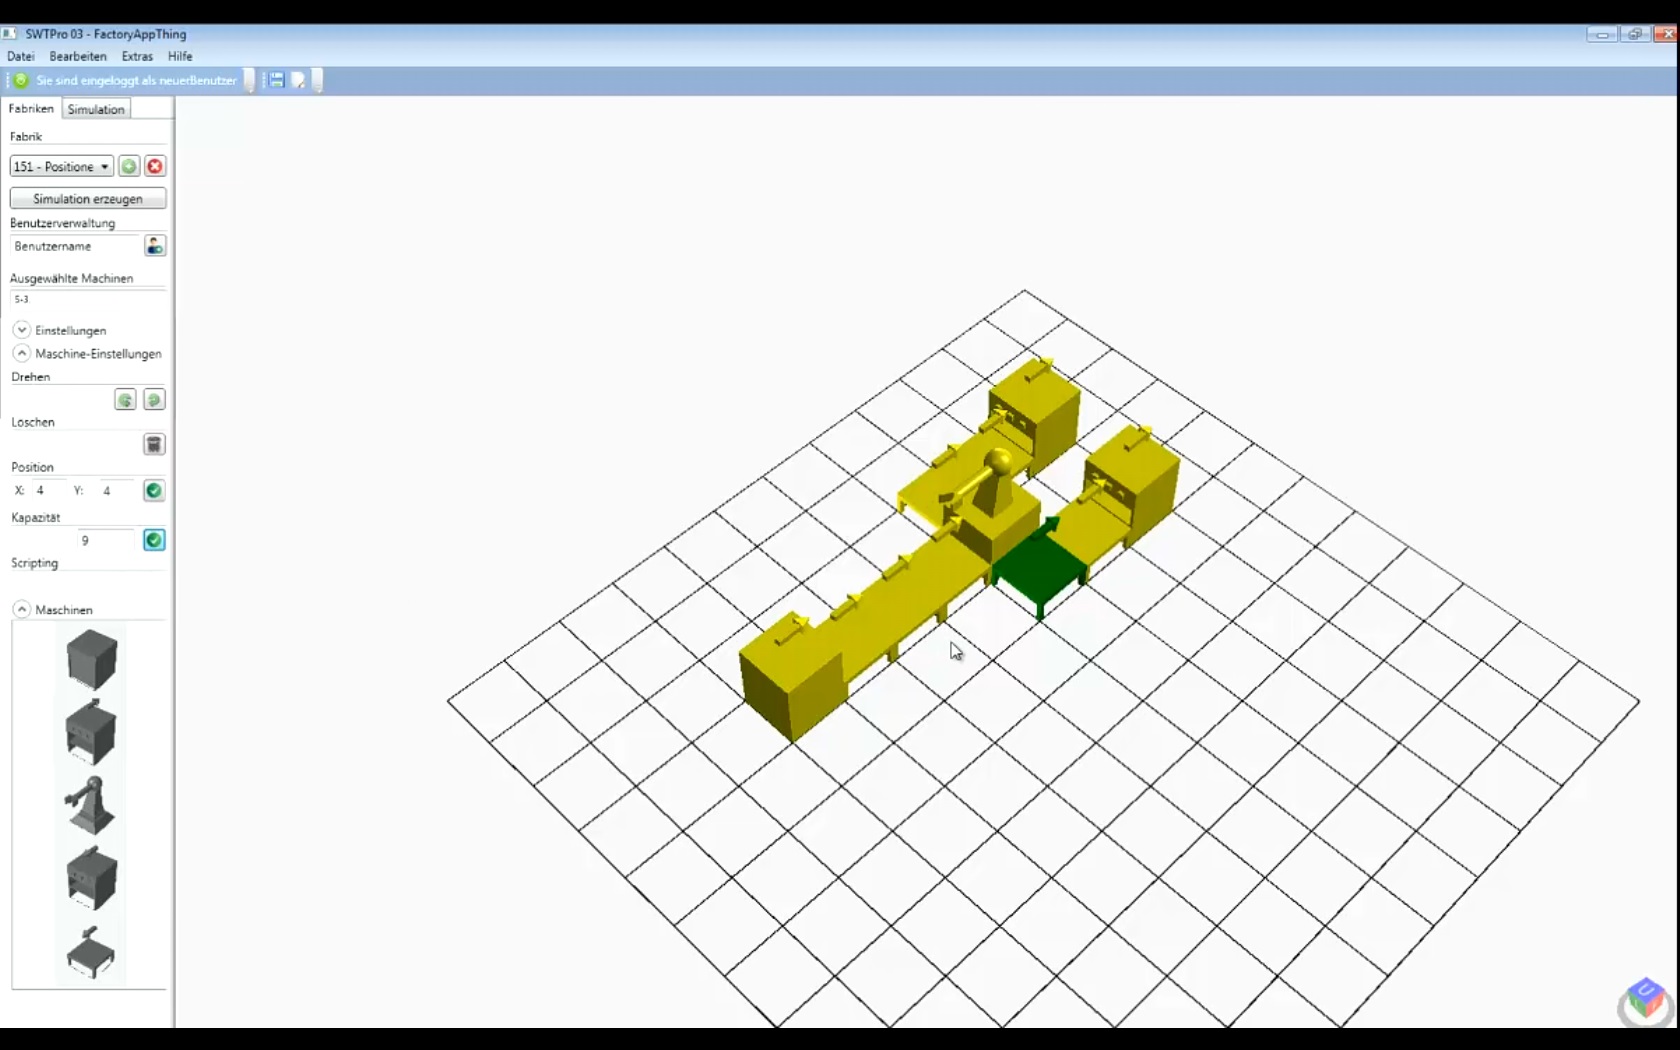 SWTPro 03 - FactoryAppThing
Datei Bearbeiten Extras Hilfe
Sie sind eingeloggt als neuerBenutzer
Fabriken Simulation
Fabrik
151 - Positione
Simulation erzeugen
Benutzerverwaltung
Benutzername
Ausgewählte Machinen
5-3
Einstellungen
Maschine-Einstellungen
Drehen
Loschen
Position
X: 4 Y: 4
Kapazität
9
Scripting
Maschinen
U